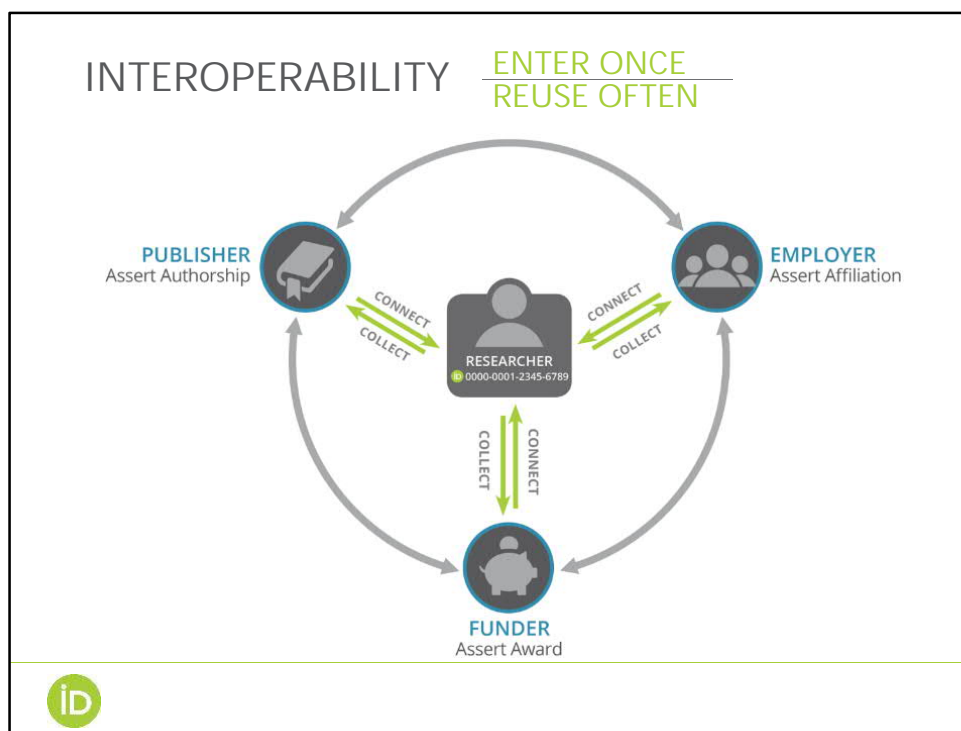 INTEROPERABILITY
ENTER ONCE
REUSE OFTEN
PUBLISHER
Assert Authorship
EMPLOYER
Assert Affiliation
CONNECT
COLLECT
CONNECT
COLLECT
RESEARCHER
iD 0000-0001-2345-6789
COLLECT
CONNECT
FUNDER
Assert Award
iD